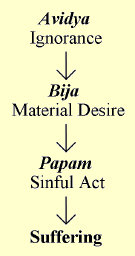 Avidya
Ignorance
Bija
Material Desire
Papam
Sinful Act
Suffering